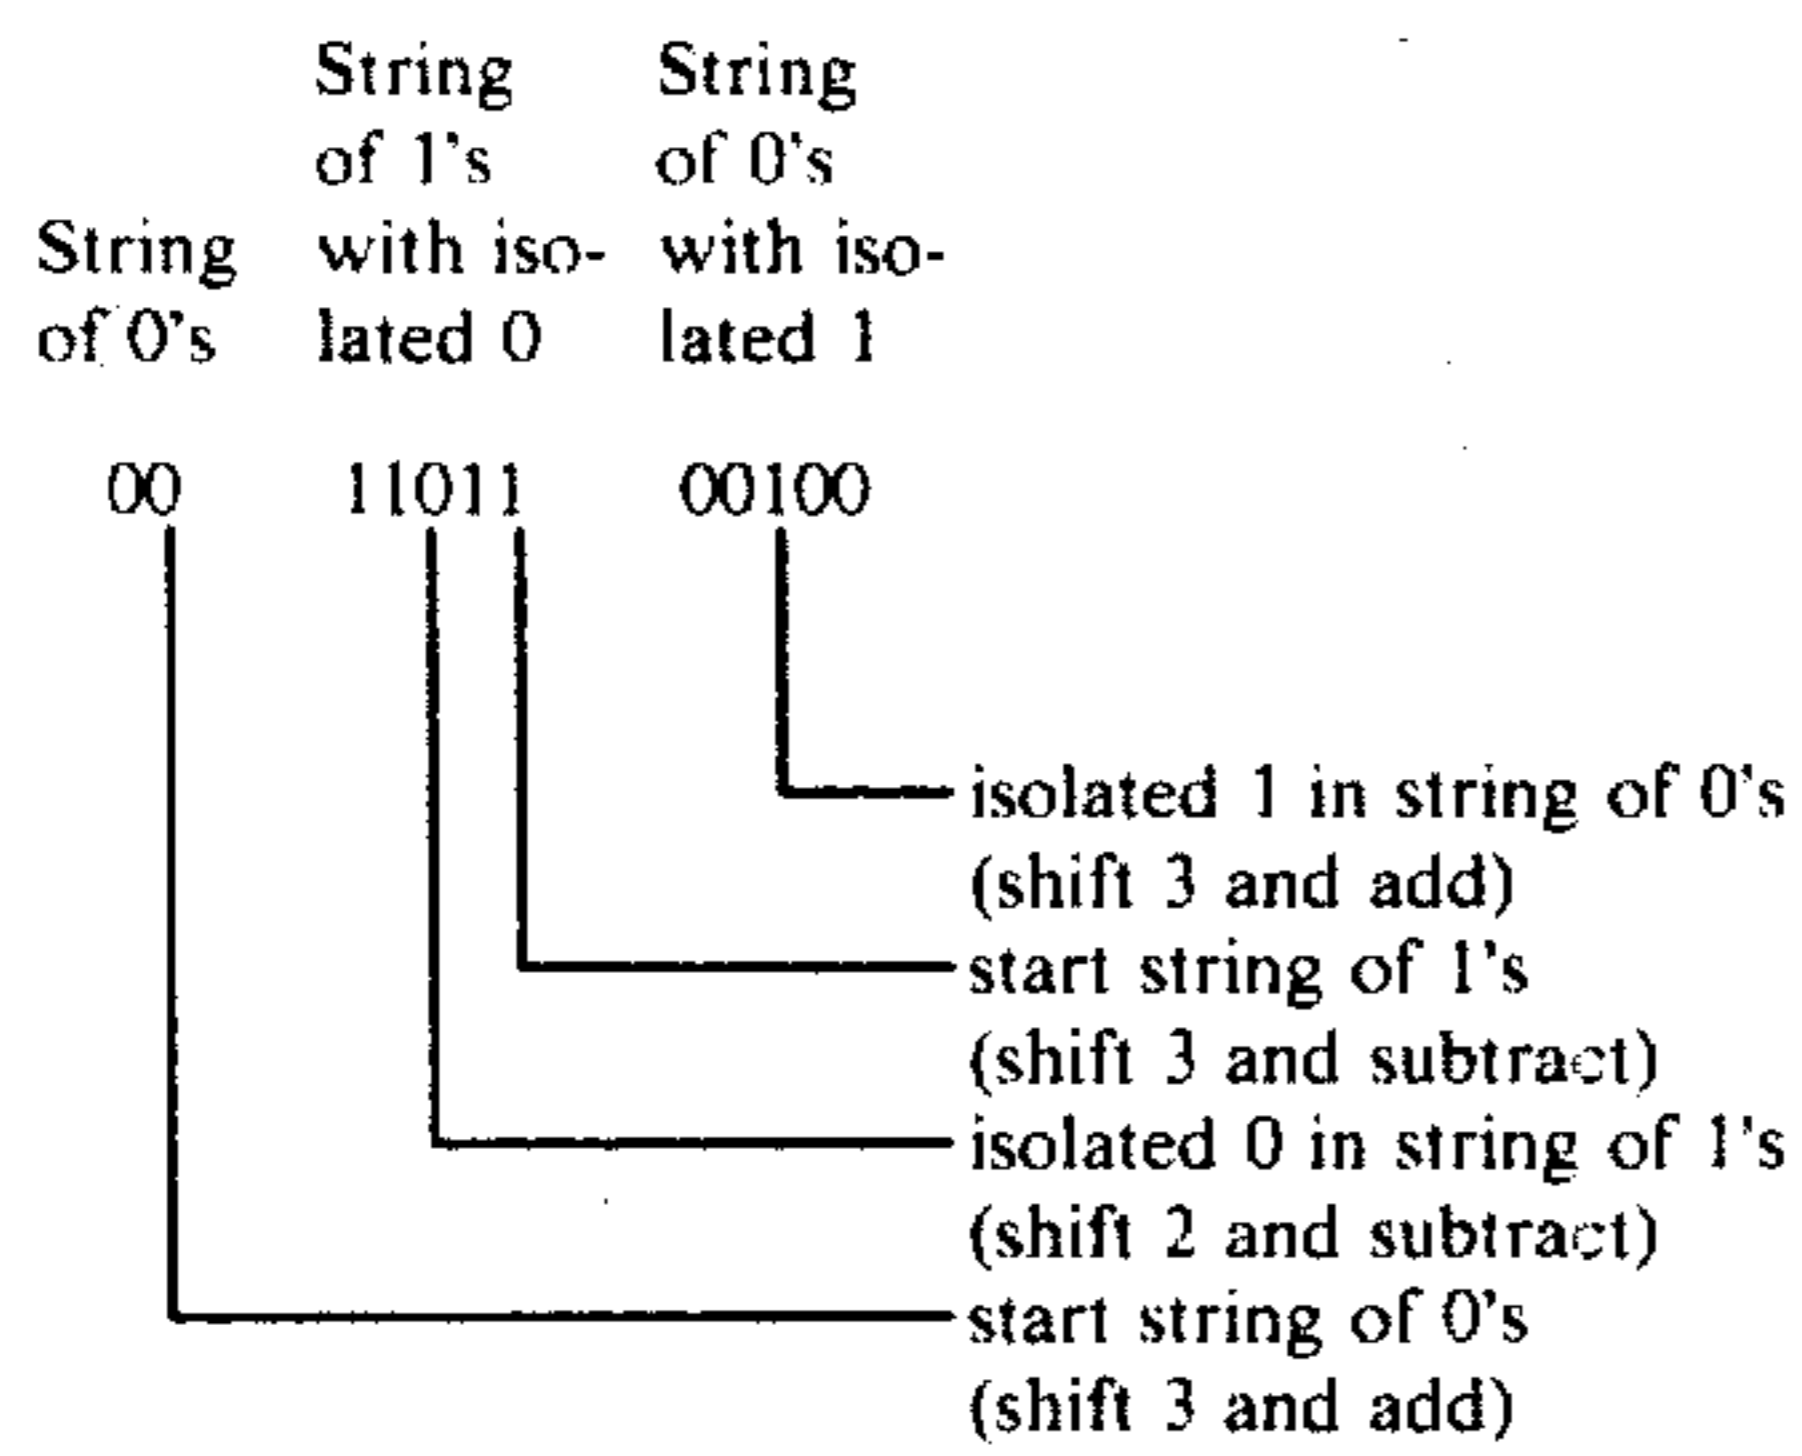 String
of 0's
String
of 1's
with iso-
lated 0
String
of 0's
with iso-
lated 1
00 11011 00100
isolated 1 in string of 0's
(shift 3 and add)
start string of 1's
(shift 3 and subtract)
isolated 0 in string of 1's
(shift 2 and subtract)
start string of 0's
(shift 3 and add)